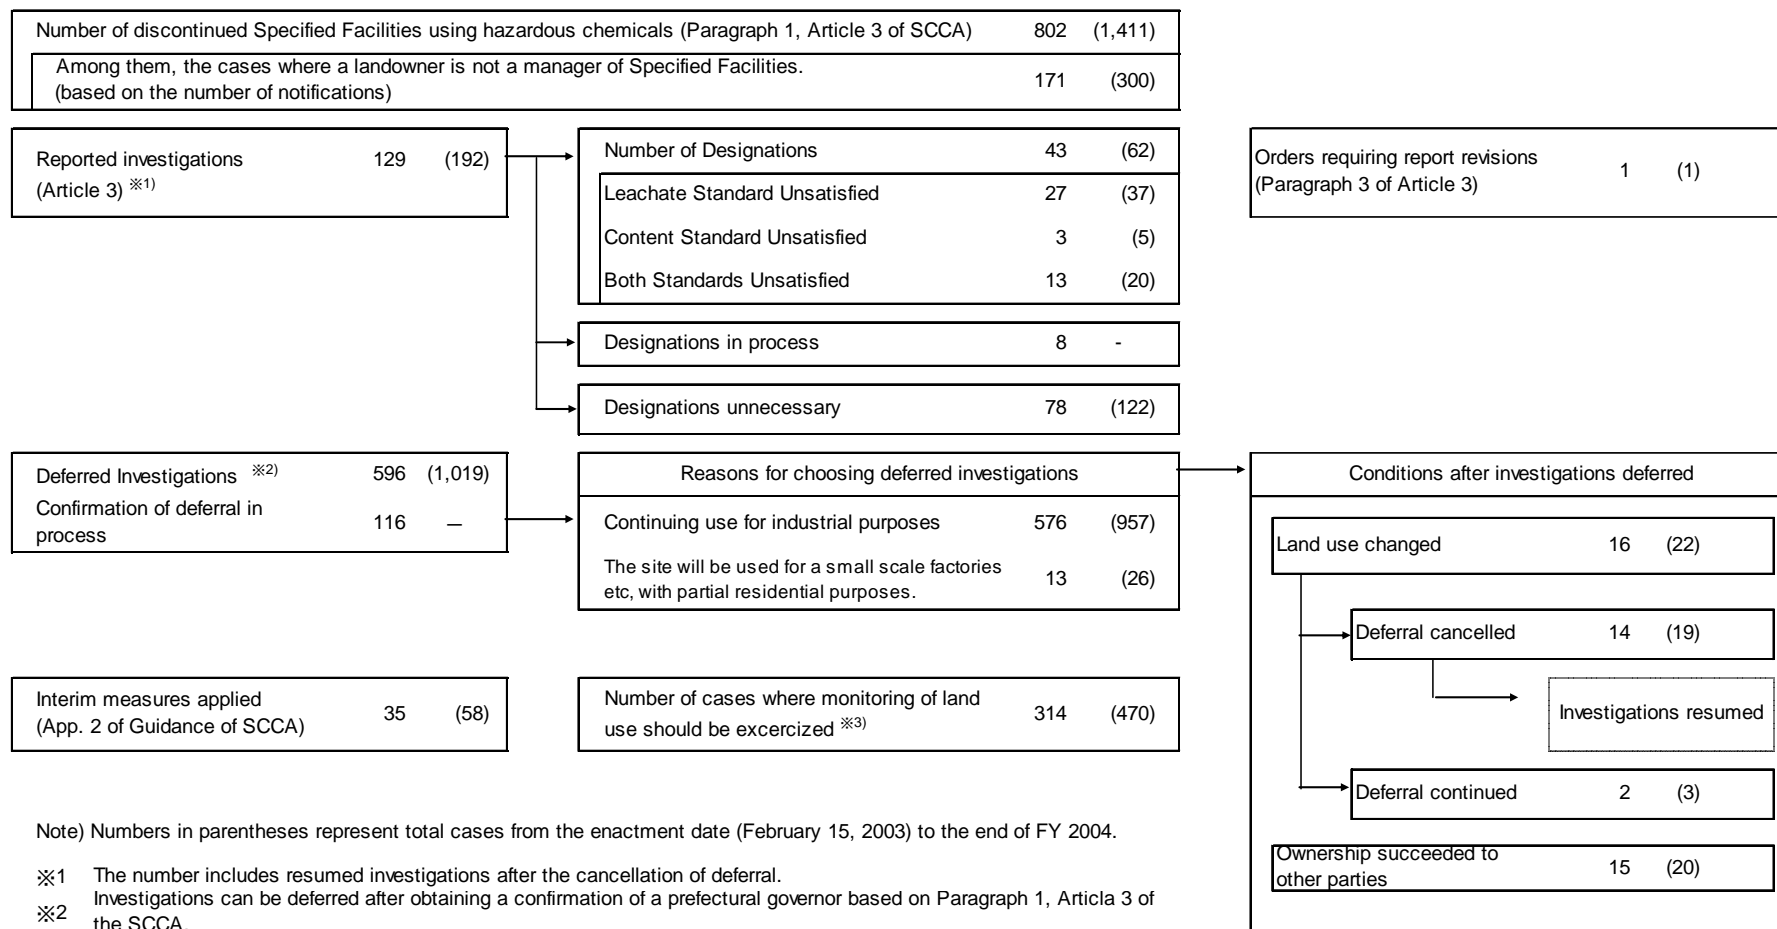 Number of discontinued Specified Facilities using hazardous chemicals (Paragraph 1, Article 3 of SCCA) 802 (1,411)
Among them, the cases where a landowner is not a manager of Specified Facilities.
(based on the number of notifications) 171 (300)
Reported investigations
(Article 3) ※1) 129 (192)
Number of Designations 43 (62)
Leachate Standard Unsatisfied 27 (37)
Content Standard Unsatisfied 3 (5)
Both Standards Unsatisfied 13 (20)
Orders requiring report revisions
(Paragraph 3 of Article 3) 1 (1)
Designations in process 8 -
Designations unnecessary 78 (122)
Deferred Investigations ※2) 596 (1,019)
Confirmation of deferral in
process 116 —
Reasons for choosing deferred investigations
Continuing use for industrial purposes 576 (957)
The site will be used for a small scale factories
etc, with partial residential purposes. 13 (26)
Conditions after investigations deferred
Land use changed 16 (22)
Deferral cancelled 14 (19)
Investigations resumed
Deferral continued 2 (3)
Ownership succeeded to
other parties 15 (20)
Interim measures applied
(App. 2 of Guidance of SCCA) 35 (58)
Number of cases where monitoring of land
use should be excercized ※3) 314 (470)
Note) Numbers in parentheses represent total cases from the enactment date (February 15, 2003) to the end of FY 2004.
※1 The number includes resumed investigations after the cancellation of deferral.
※2 Investigations can be deferred after obtaining a confirmation of a prefectural governor based on Paragraph 1, Articla 3 of
the SCCA.